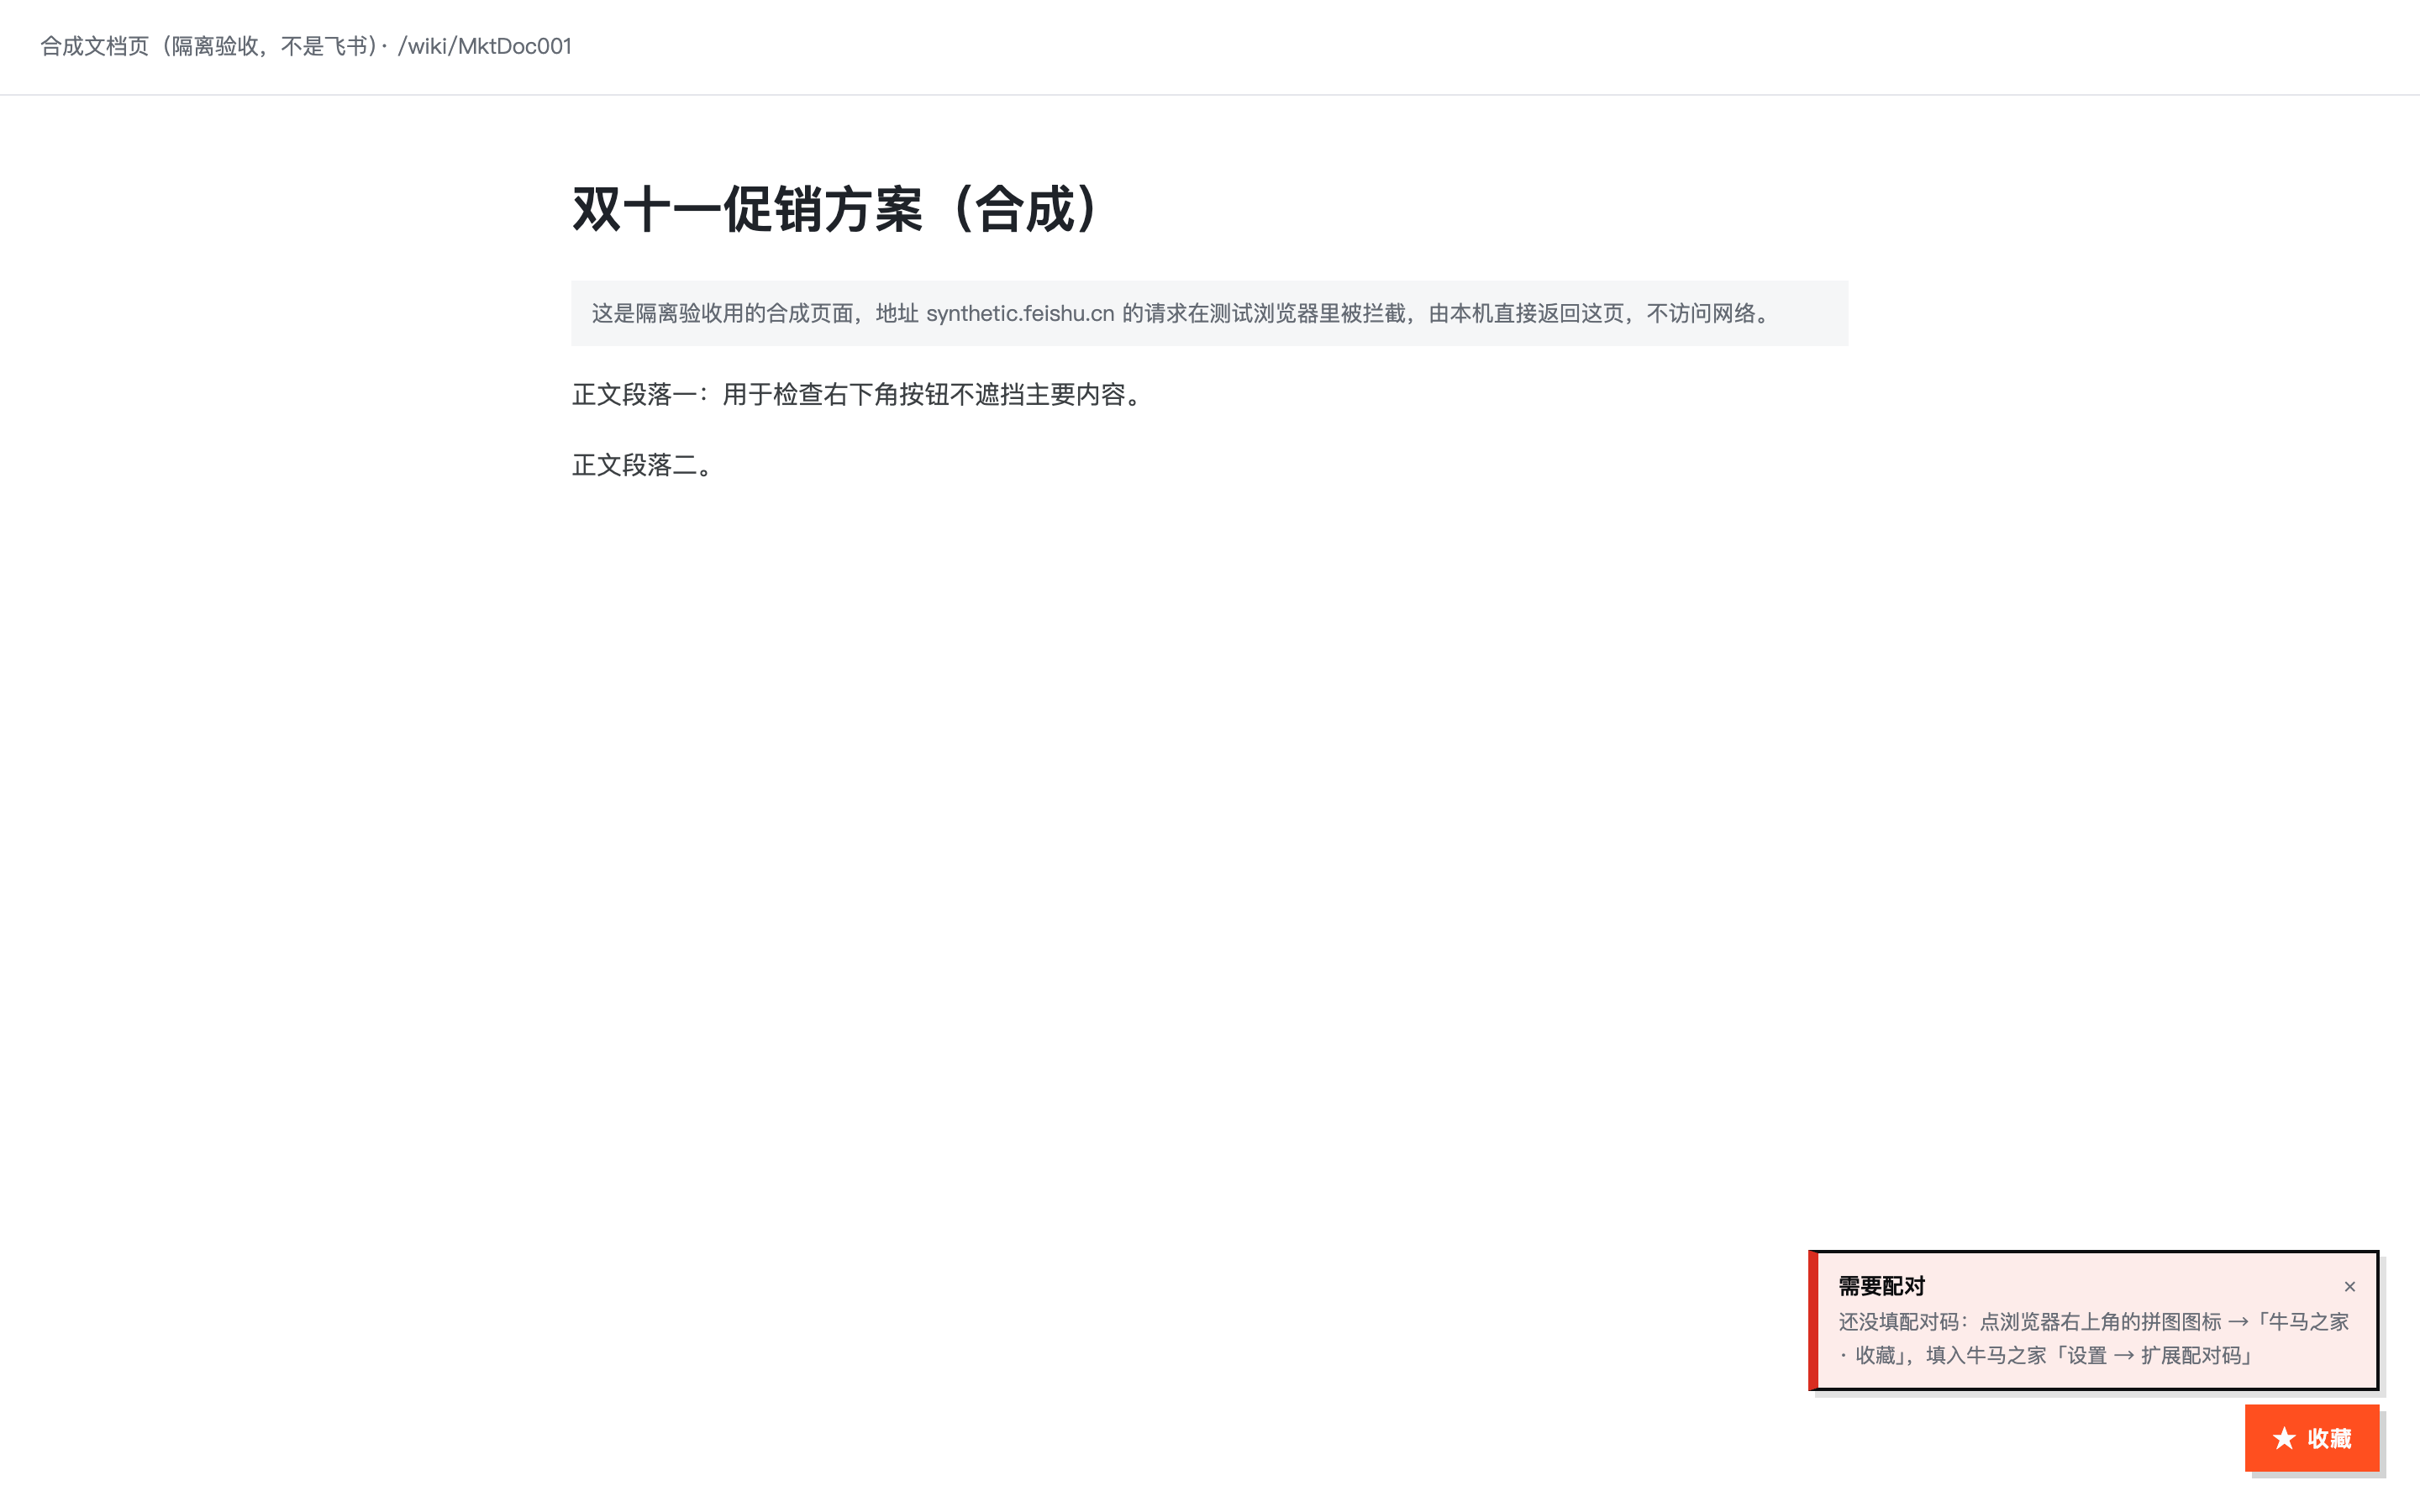 合成文档页（隔离验收，不是飞书）· /wiki/MktDoc001
双十一促销方案（合成）
这是隔离验收用的合成页面，地址 synthetic.feishu.cn 的请求在测试浏览器里被拦截，由本机直接返回这页，不访问网络。
正文段落一：用于检查右下角按钮不遮挡主要内容。
正文段落二。
需要配对 ×
还没填配对码：点浏览器右上角的拼图图标 →「牛马之家
· 收藏」，填入牛马之家「设置 → 扩展配对码」
★ 收藏